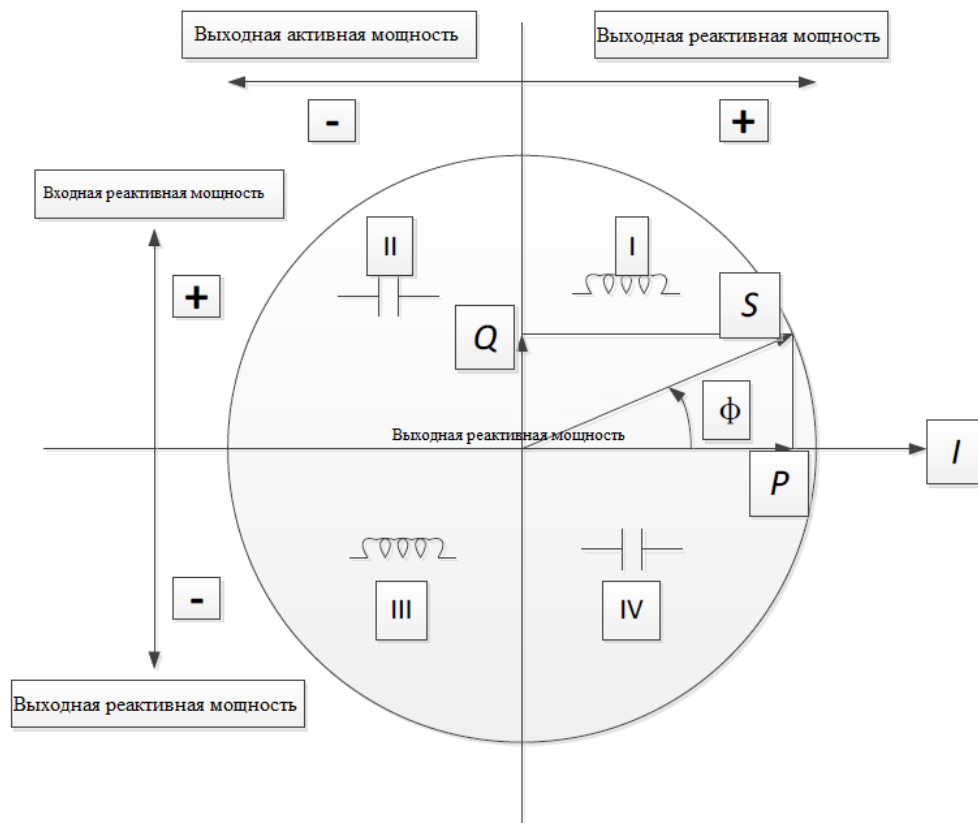 Выходная активная мощность
Выходная реактивная мощность
-
+
Входная реактивная мощность
II
I
+
Q
S
ф
Выходная реактивная мощность
I
P
-
III
IV
Выходная реактивная мощность